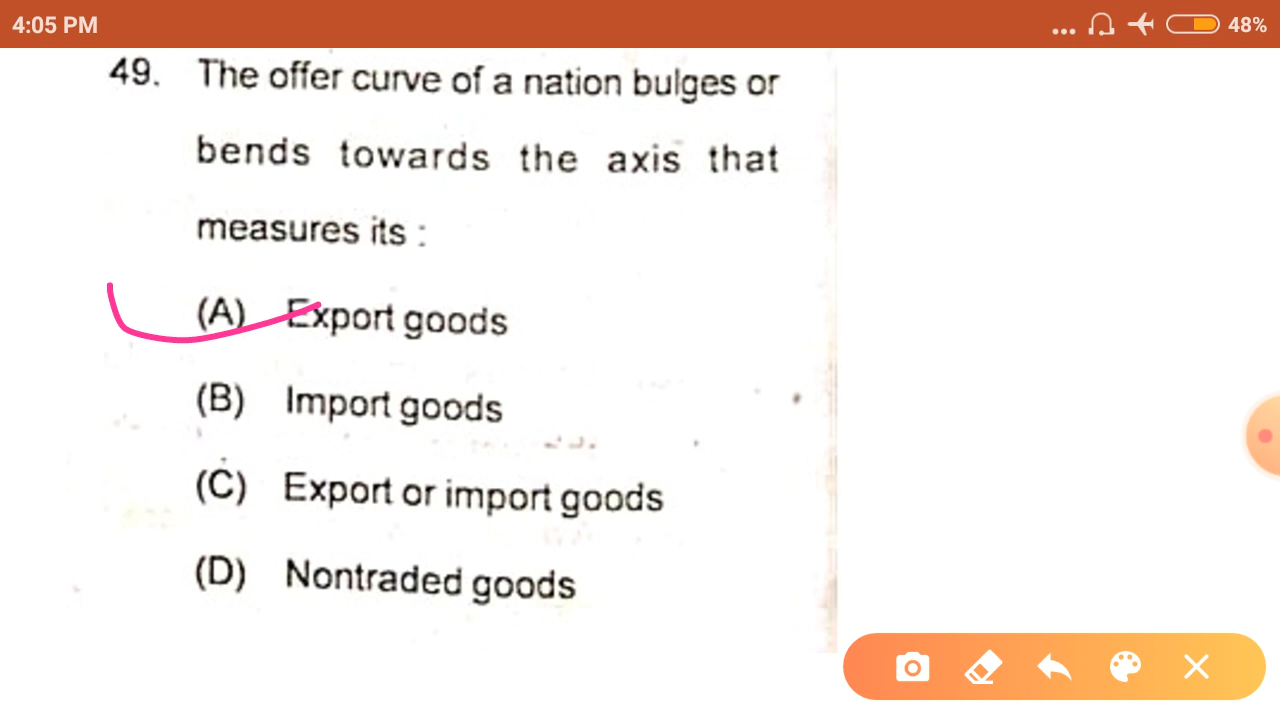 4:05 PM
48%
49. The offer curve of a nation bulges or
bends towards the axis that
measures its :
(A) Export goods
(B) Import goods
(C) Export or import goods
(D) Nontraded goods